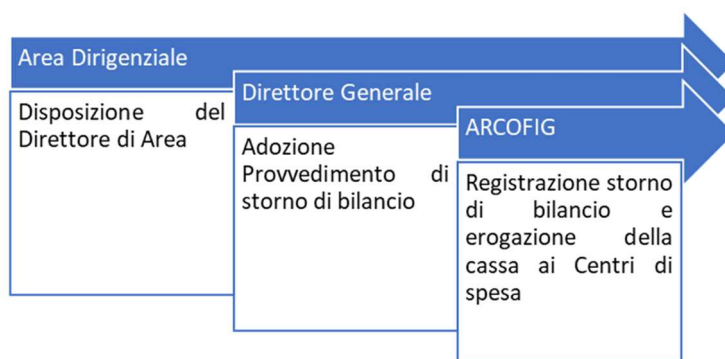 Area Dirigenziale
Disposizione del
Direttore di Area
Direttore Generale
Adozione
Provvedimento di
storno di bilancio
ARCOFIG
Registrazione storno
di bilancio e
erogazione della
cassa ai Centri di
spesa